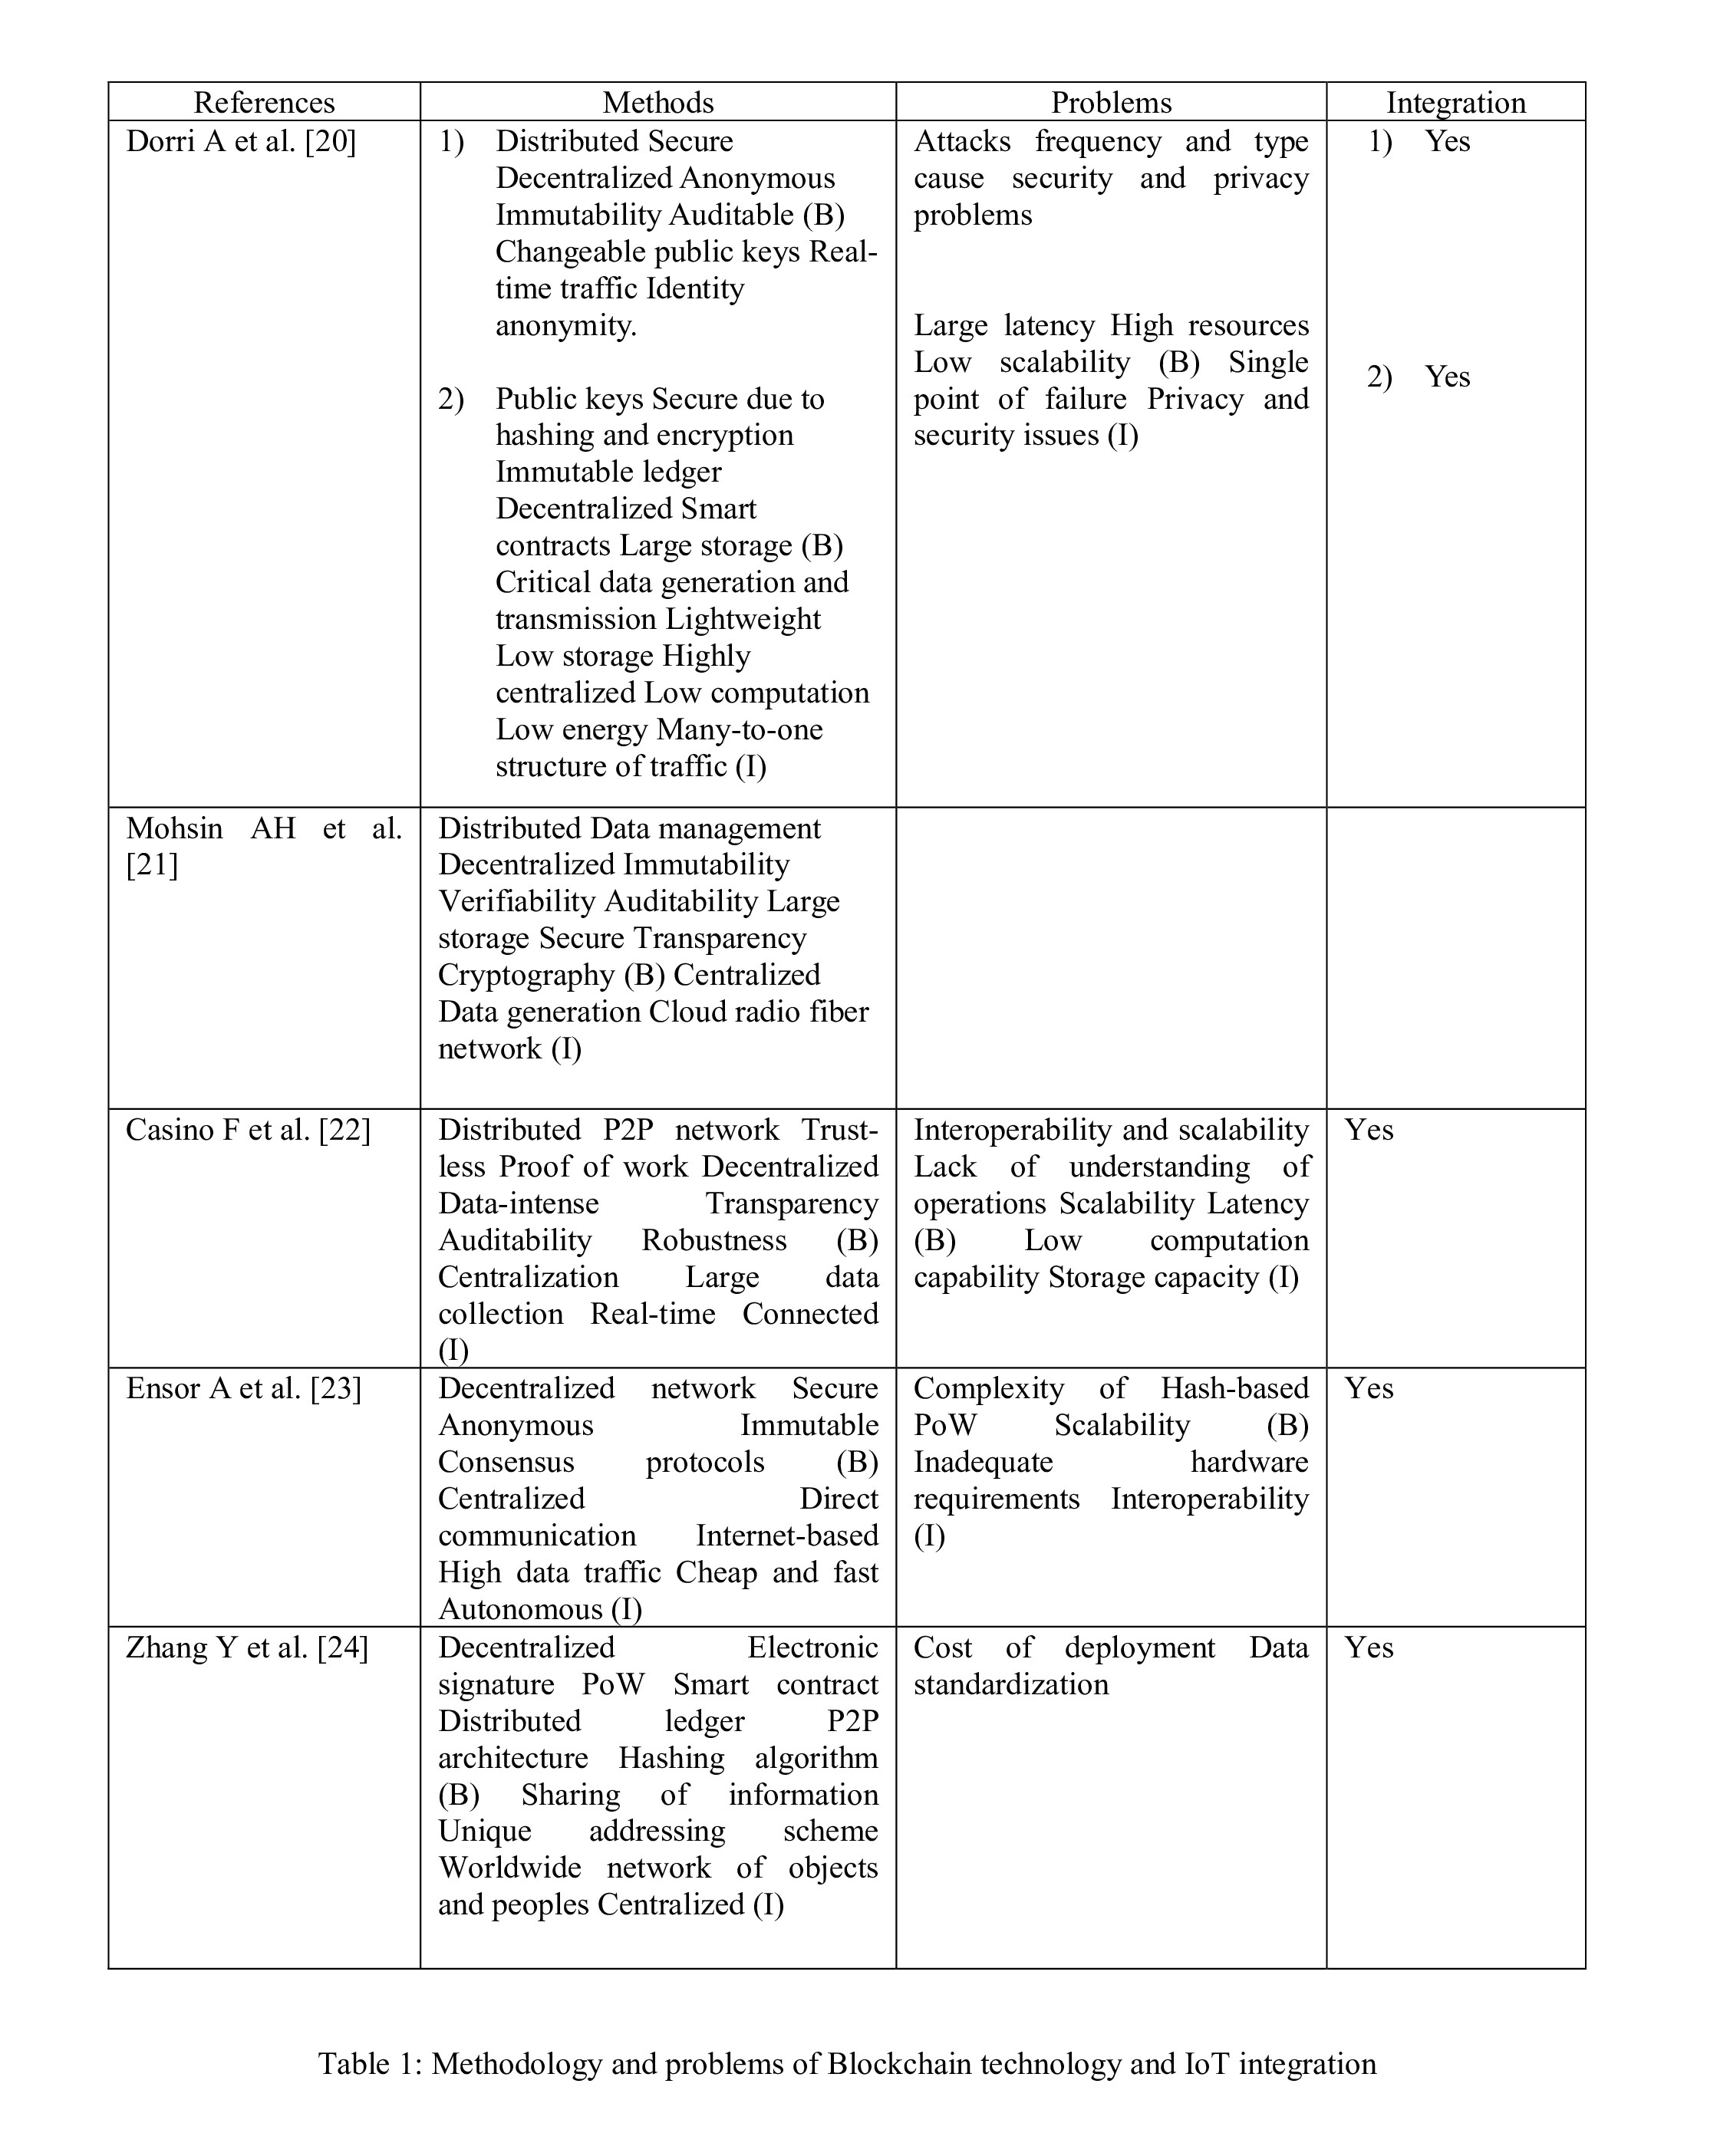 References
Methods
Problems
Integration
Dorri A et al. [20]
1) Distributed Secure
Decentralized Anonymous
Immutability Auditable (B)
Changeable public keys Real-
time traffic Identity
anonymity.
2) Public keys Secure due to
hashing and encryption
Immutable ledger
Decentralized Smart
contracts Large storage (B)
Critical data generation and
transmission Lightweight
Low storage Highly
centralized Low computation
Low energy Many-to-one
structure of traffic (I)
Attacks frequency and type
cause security and privacy
problems
Large latency High resources
Low scalability (B) Single
point of failure Privacy and
security issues (I)
1) Yes
2) Yes
Mohsin AH et al.
[21]
Distributed Data management
Decentralized Immutability
Verifiability Auditability Large
storage Secure Transparency
Cryptography (B) Centralized
Data generation Cloud radio fiber
network (I)
Casino F et al. [22]
Distributed P2P network Trust-
less Proof of work Decentralized
Data-intense Transparency
Auditability Robustness (B)
Centralization Large data
collection Real-time Connected
(I)
Interoperability and scalability
Lack of understanding of
operations Scalability Latency
(B) Low computation
capability Storage capacity (I)
Yes
Ensor A et al. [23]
Decentralized network Secure
Anonymous Immutable
Consensus protocols (B)
Centralized Direct
communication Internet-based
High data traffic Cheap and fast
Autonomous (I)
Complexity of Hash-based
PoW Scalability (B)
Inadequate hardware
requirements Interoperability
(I)
Yes
Zhang Y et al. [24]
Decentralized Electronic
signature PoW Smart contract
Distributed ledger P2P
architecture Hashing algorithm
(B) Sharing of information
Unique addressing scheme
Worldwide network of objects
and peoples Centralized (I)
Cost of deployment Data
standardization
Yes
Table 1: Methodology and problems of Blockchain technology and IoT integration